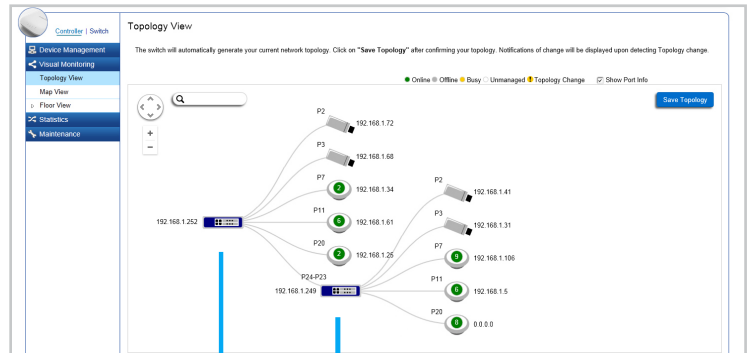 Controller | Switch
Topology View
Device Management
Visual Monitoring
Topology View
Map View
Floor View
Statistics
Maintenance
The switch will automatically generate your current network topology. Click on "Save Topology" after confirming your topology. Notifications of change will be displayed upon detecting Topology change.
Online Offline Busy Unmanaged Topology Change Show Port Info
Save Topology
+
−
P2
192.168.1.72
P3
192.168.1.68
P7
2 192.168.1.34
P11
6 192.168.1.61
P20
2 192.168.1.25
192.168.1.252
P24-P23
192.168.1.249
P2
192.168.1.41
P3
192.168.1.31
P7
9 192.168.1.106
P11
6 192.168.1.5
P20
8 0.0.0.0